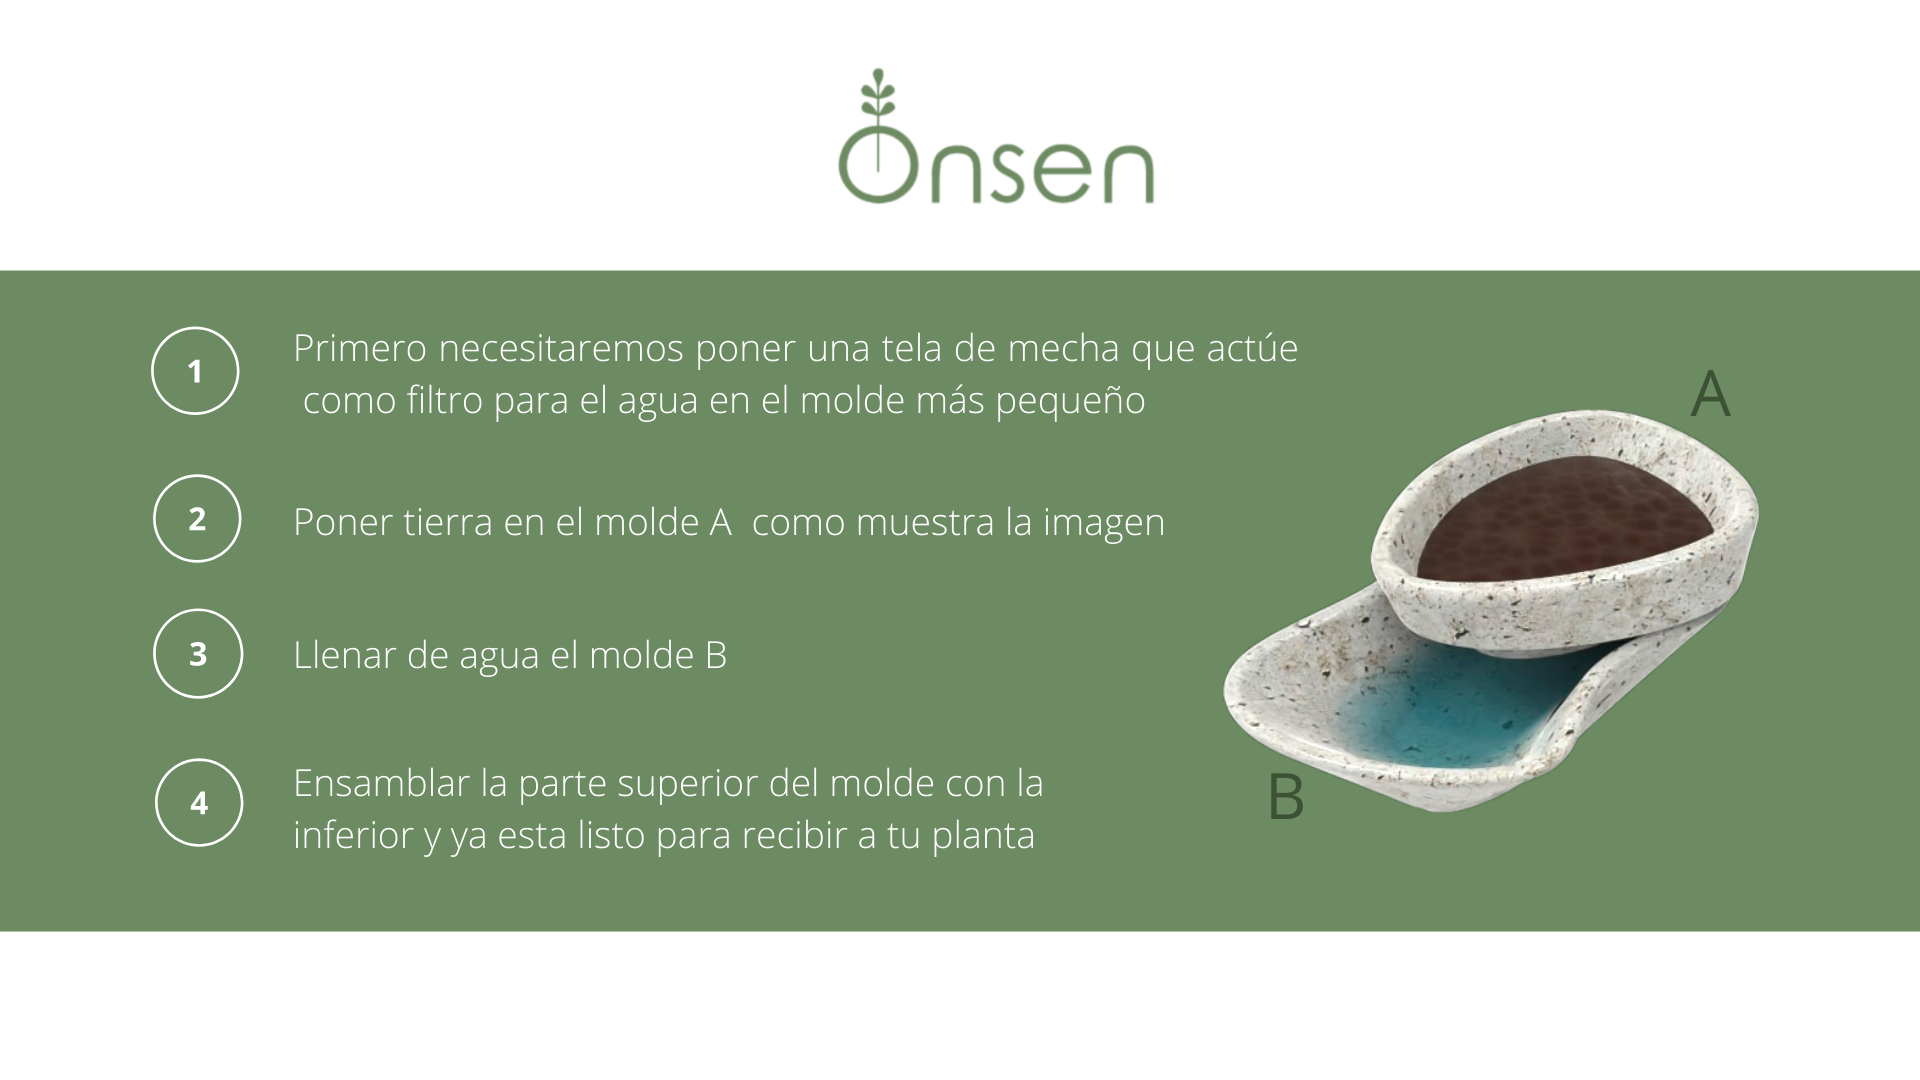 Onsen
1
Primero necesitaremos poner una tela de mecha que actúe
como filtro para el agua en el molde más pequeño
2
Poner tierra en el molde A como muestra la imagen
3
Llenar de agua el molde B
4
Ensamblar la parte superior del molde con la
inferior y ya esta listo para recibir a tu planta
A
B